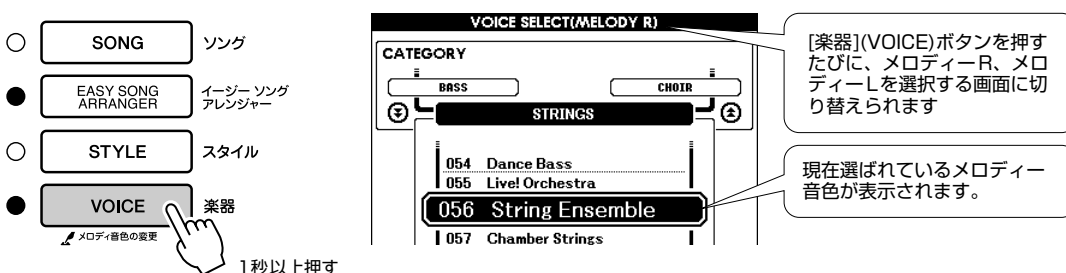 SONG
ソング
EASY SONG
ARRANGER
イージー ソング
アレンジャー
STYLE
スタイル
VOICE
楽器
メロディ音色の変更
1秒以上押す
VOICE SELECT(MELODY R)
CATEGORY
BASS
CHOIR
STRINGS
054 Dance Bass
055 Live! Orchestra
056 String Ensemble
057 Chamber Strings
[楽器](VOICE)ボタンを押す
たびに、メロディーR、メロ
ディーLを選択する画面に切
り替えられます
現在選ばれているメロディー
音色が表示されます。